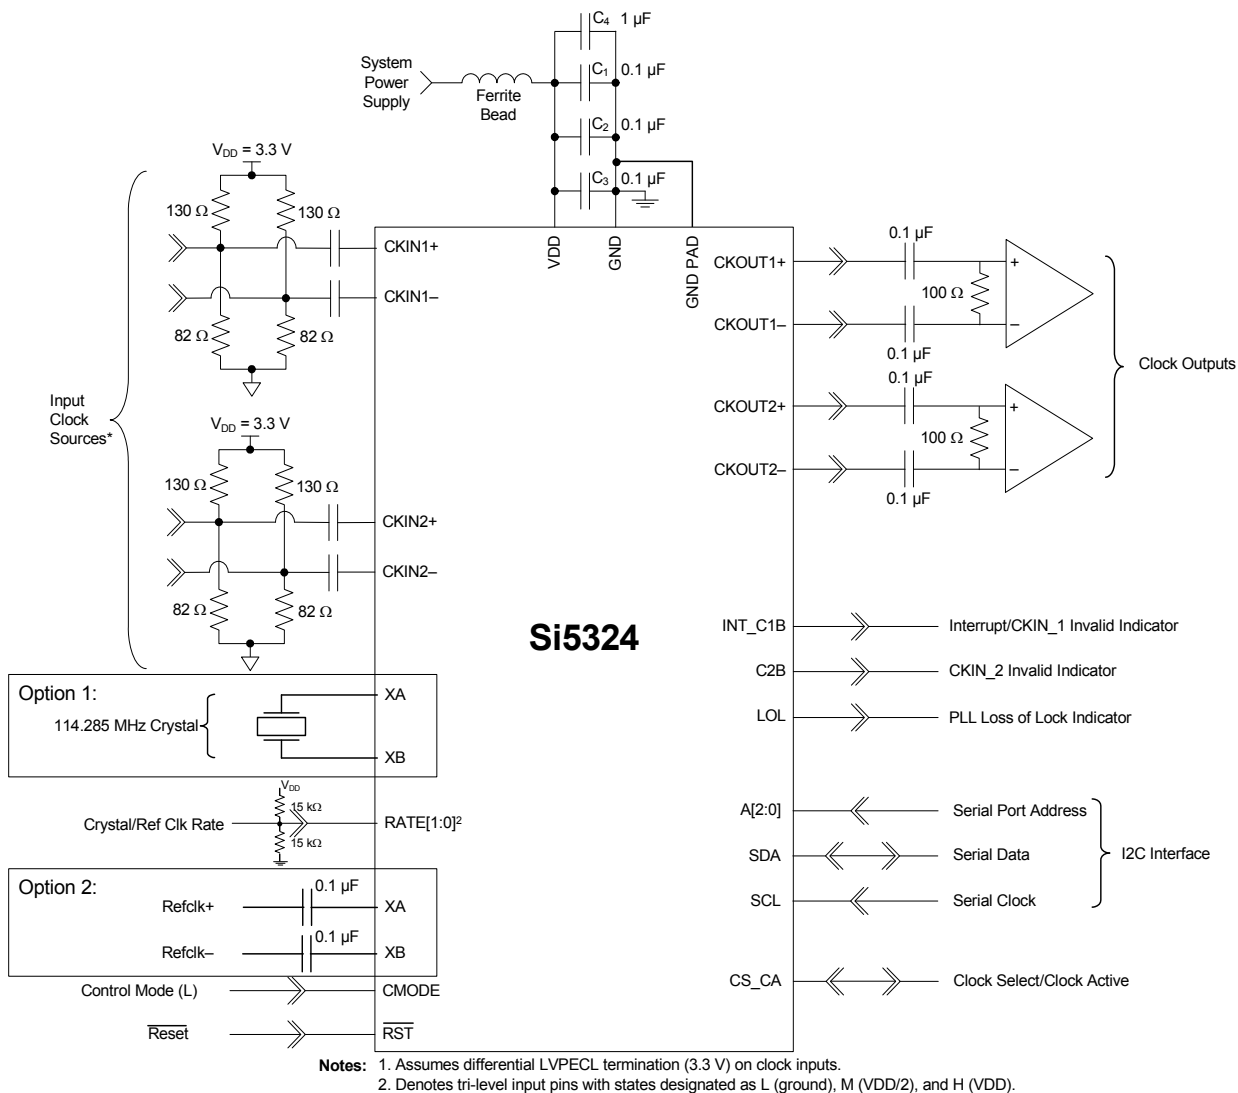 C4 1 µF
System
Power
Supply
C1 0.1 µF
Ferrite
Bead
C2 0.1 µF
C3 0.1 µF
VDD = 3.3 V
130 Ω
130 Ω
CKIN1+
CKIN1–
82 Ω
82 Ω
VDD
GND
GND PAD
0.1 µF
CKOUT1+
+
100 Ω
CKOUT1–
–
0.1 µF
0.1 µF
Clock Outputs
CKOUT2+
+
100 Ω
CKOUT2–
–
0.1 µF
Input
Clock
Sources*
VDD = 3.3 V
130 Ω
130 Ω
CKIN2+
CKIN2–
82 Ω
82 Ω
Si5324
INT_C1B Interrupt/CKIN_1 Invalid Indicator
C2B CKIN_2 Invalid Indicator
LOL PLL Loss of Lock Indicator
Option 1:
XA
114.285 MHz Crystal
XB
VDD
15 kΩ
Crystal/Ref Clk Rate
RATE[1:0]²
15 kΩ
A[2:0] Serial Port Address
SDA Serial Data
I2C Interface
SCL Serial Clock
Option 2:
0.1 µF
Refclk+ XA
0.1 µF
Refclk– XB
CS_CA Clock Select/Clock Active
Control Mode (L) CMODE
Reset RST
Notes: 1. Assumes differential LVPECL termination (3.3 V) on clock inputs.
2. Denotes tri-level input pins with states designated as L (ground), M (VDD/2), and H (VDD).